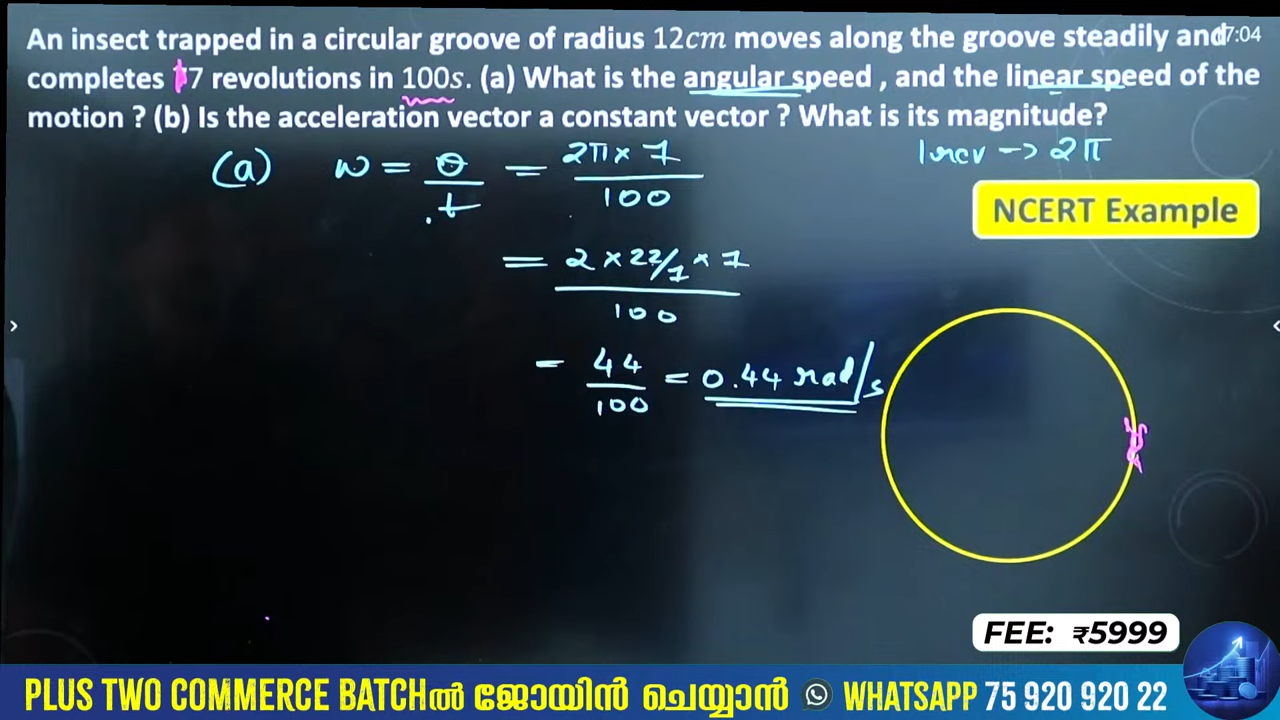 An insect trapped in a circular groove of radius 12cm moves along the groove steadily and 17:04
completes 7 revolutions in 100s. (a) What is the angular speed , and the linear speed of the
motion ? (b) Is the acceleration vector a constant vector ? What is its magnitude?
(a) ω = θ/t = 2π × 7 / 100
1 rev -> 2π
NCERT Example
= 2 × 22/7 × 7 / 100
= 44/100 = 0.44 rad/s
FEE: ₹5999
PLUS TWO COMMERCE BATCHൽ ജോയിൻ ചെയ്യാൻ WHATSAPP 75 920 920 22